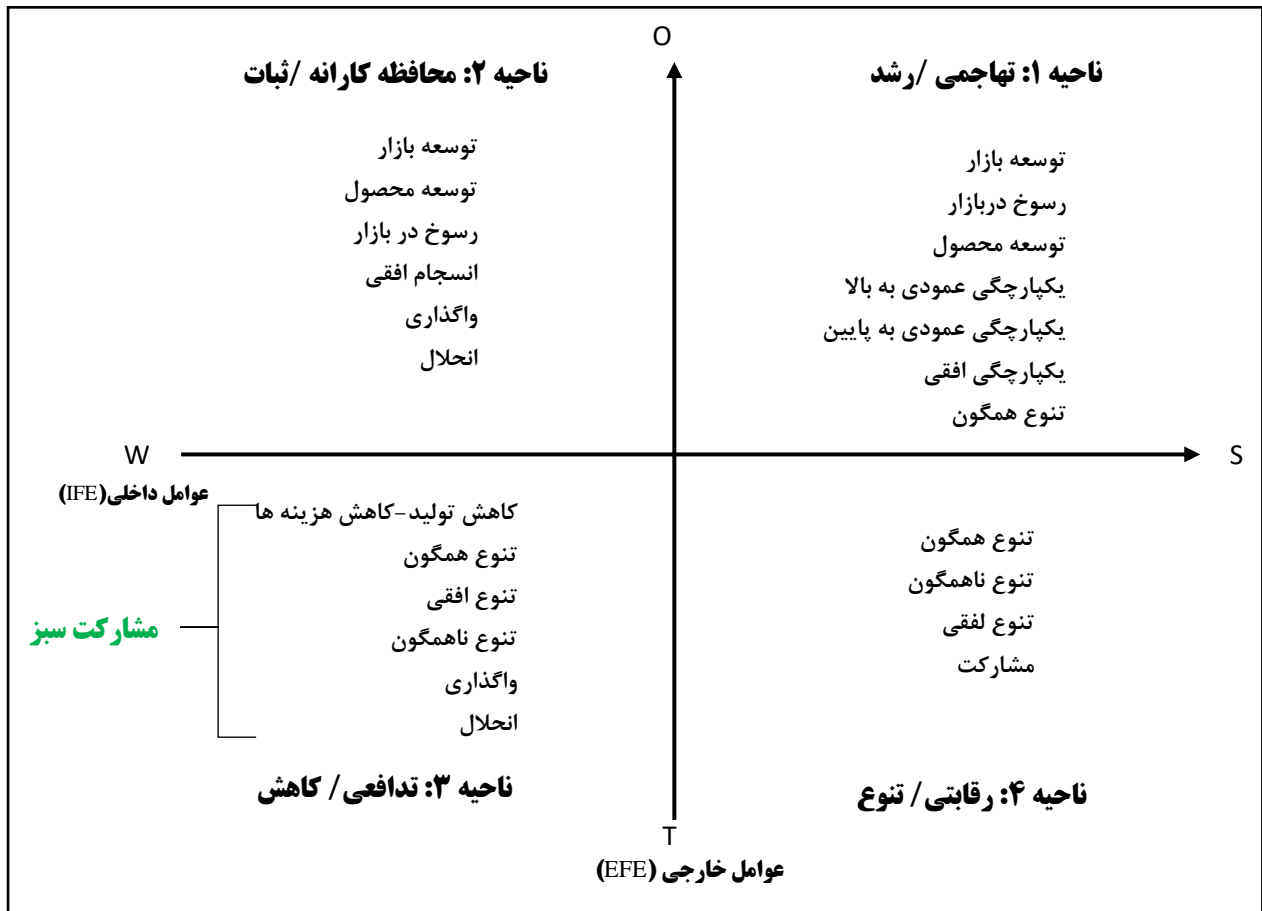 O
ناحیه ۱: تهاجمی /رشد
توسعه بازار
رسوخ دربازار
توسعه محصول
یکپارچگی عمودی به بالا
یکپارچگی عمودی به پایین
یکپارچگی افقی
تنوع همگون
ناحیه ۲: محافظه کارانه /ثبات
توسعه بازار
توسعه محصول
رسوخ در بازار
انسجام افقی
واگذاری
انحلال
S
W
عوامل داخلی(IFE)
کاهش تولید-کاهش هزینه ها
تنوع همگون
تنوع افقی
تنوع ناهمگون
واگذاری
انحلال
مشارکت سبز
ناحیه ۳: تدافعی/ کاهش
تنوع همگون
تنوع ناهمگون
تنوع لفقی
مشارکت
ناحیه ۴: رقابتی/ تنوع
T
عوامل خارجی (EFE)